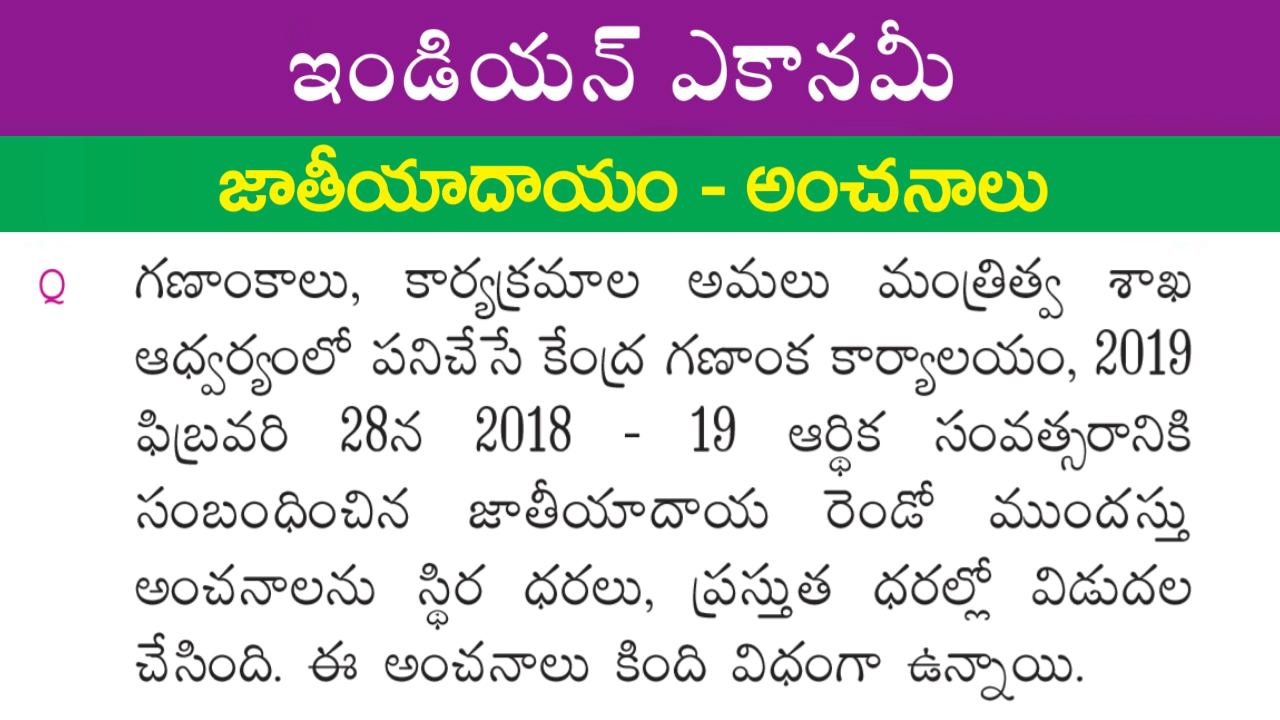 ఇండియన్ ఎకానమీ
జాతీయాదాయం - అంచనాలు
Q గణాంకాలు, కార్యక్రమాల అమలు మంత్రిత్వ శాఖ
ఆధ్వర్యంలో పనిచేసే కేంద్ర గణాంక కార్యాలయం, 2019
ఫిబ్రవరి 28న 2018 - 19 ఆర్థిక సంవత్సరానికి
సంబంధించిన జాతీయాదాయ రెండో ముందస్తు
అంచనాలను స్థిర ధరలు, ప్రస్తుత ధరల్లో విడుదల
చేసింది. ఈ అంచనాలు కింది విధంగా ఉన్నాయి.